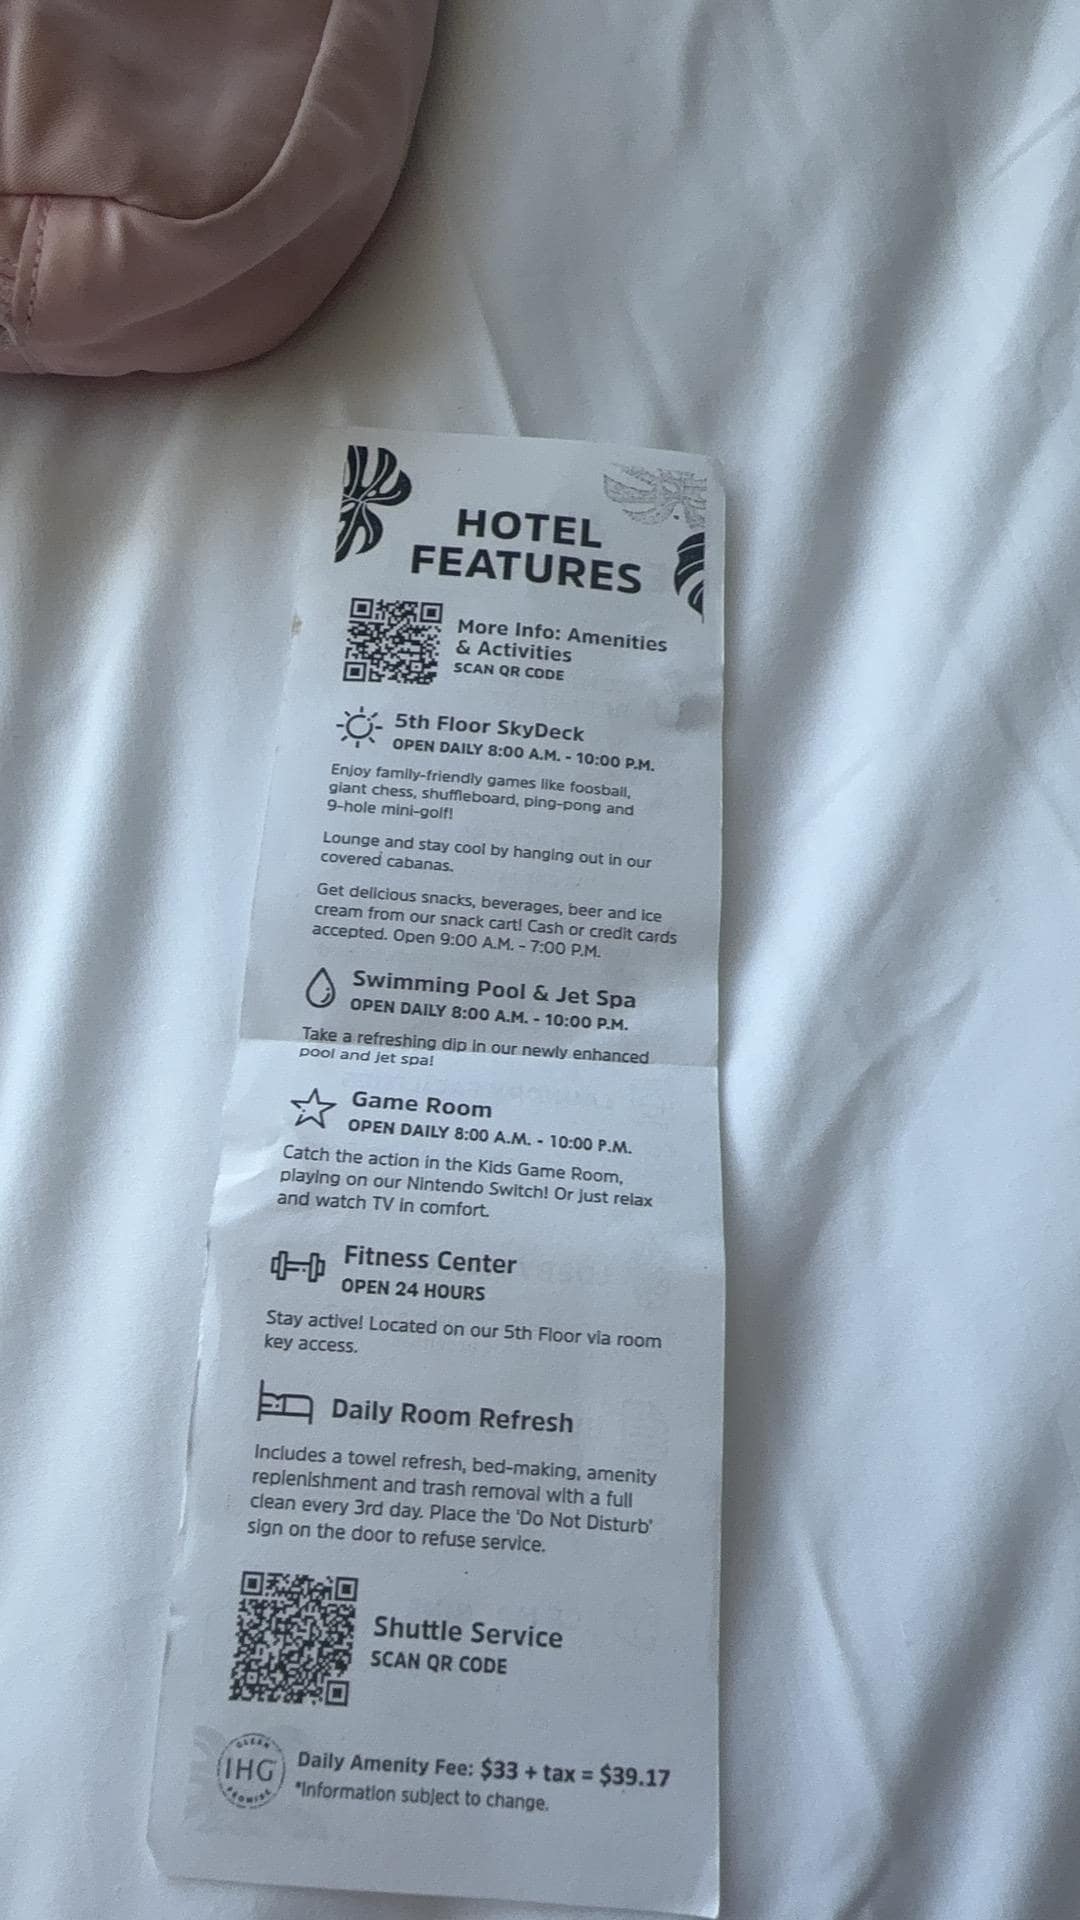 HOTEL
FEATURES
More Info: Amenities
& Activities
SCAN QR CODE
5th Floor SkyDeck
OPEN DAILY 8:00 A.M. - 10:00 P.M.
Enjoy family-friendly games like foosball,
giant chess, shuffleboard, ping-pong and
9-hole mini-golf!
Lounge and stay cool by hanging out in our
covered cabanas.
Get delicious snacks, beverages, beer and ice
cream from our snack cart! Cash or credit cards
accepted. Open 9:00 A.M. - 7:00 P.M.
Swimming Pool & Jet Spa
OPEN DAILY 8:00 A.M. - 10:00 P.M.
Take a refreshing dip in our newly enhanced
pool and jet spa!
Game Room
OPEN DAILY 8:00 A.M. - 10:00 P.M.
Catch the action in the Kids Game Room,
playing on our Nintendo Switch! Or just relax
and watch TV in comfort.
Fitness Center
OPEN 24 HOURS
Stay active! Located on our 5th Floor via room
key access.
Daily Room Refresh
Includes a towel refresh, bed-making, amenity
replenishment and trash removal with a full
clean every 3rd day. Place the 'Do Not Disturb'
sign on the door to refuse service.
Shuttle Service
SCAN QR CODE
CLEAN
IHG
PROMISE
Daily Amenity Fee: $33 + tax = $39.17
*Information subject to change.